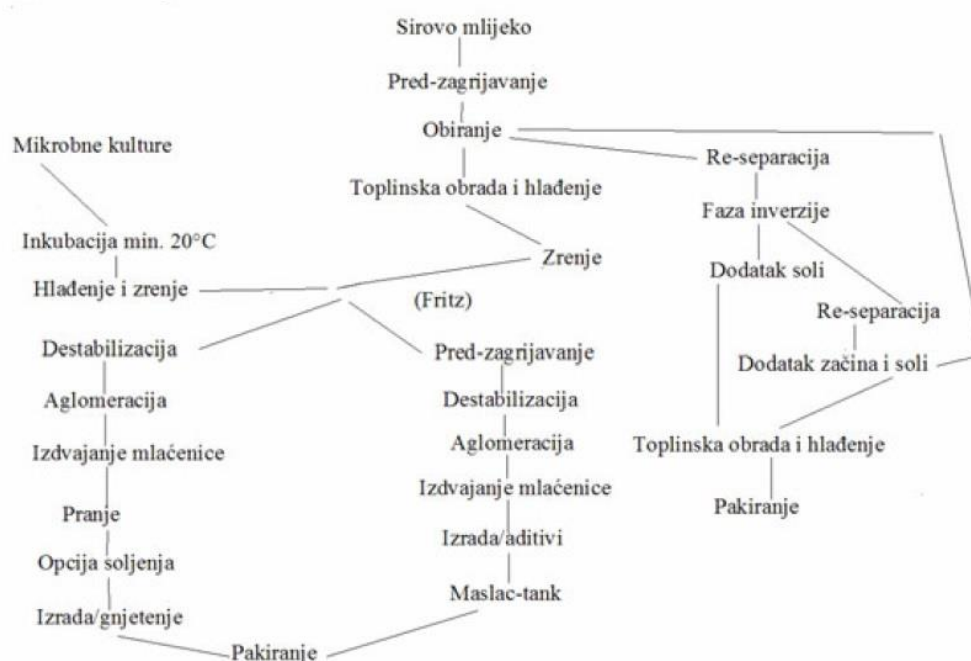 Sirovo mlijeko
Pred-zagrijavanje
Obiranje
Mikrobne kulture
Re-separacija
Toplinska obrada i hlađenje
Faza inverzije
Inkubacija min. 20°C
Zrenje
Dodatak soli
Hlađenje i zrenje
(Fritz)
Re-separacija
Destabilizacija
Pred-zagrijavanje
Dodatak začina i soli
Aglomeracija
Destabilizacija
Aglomeracija
Toplinska obrada i hlađenje
Izdvajanje mlaćenice
Izdvajanje mlaćenice
Pakiranje
Pranje
Izrada/aditivi
Opcija soljenja
Maslac-tank
Izrada/gnjetenje
Pakiranje